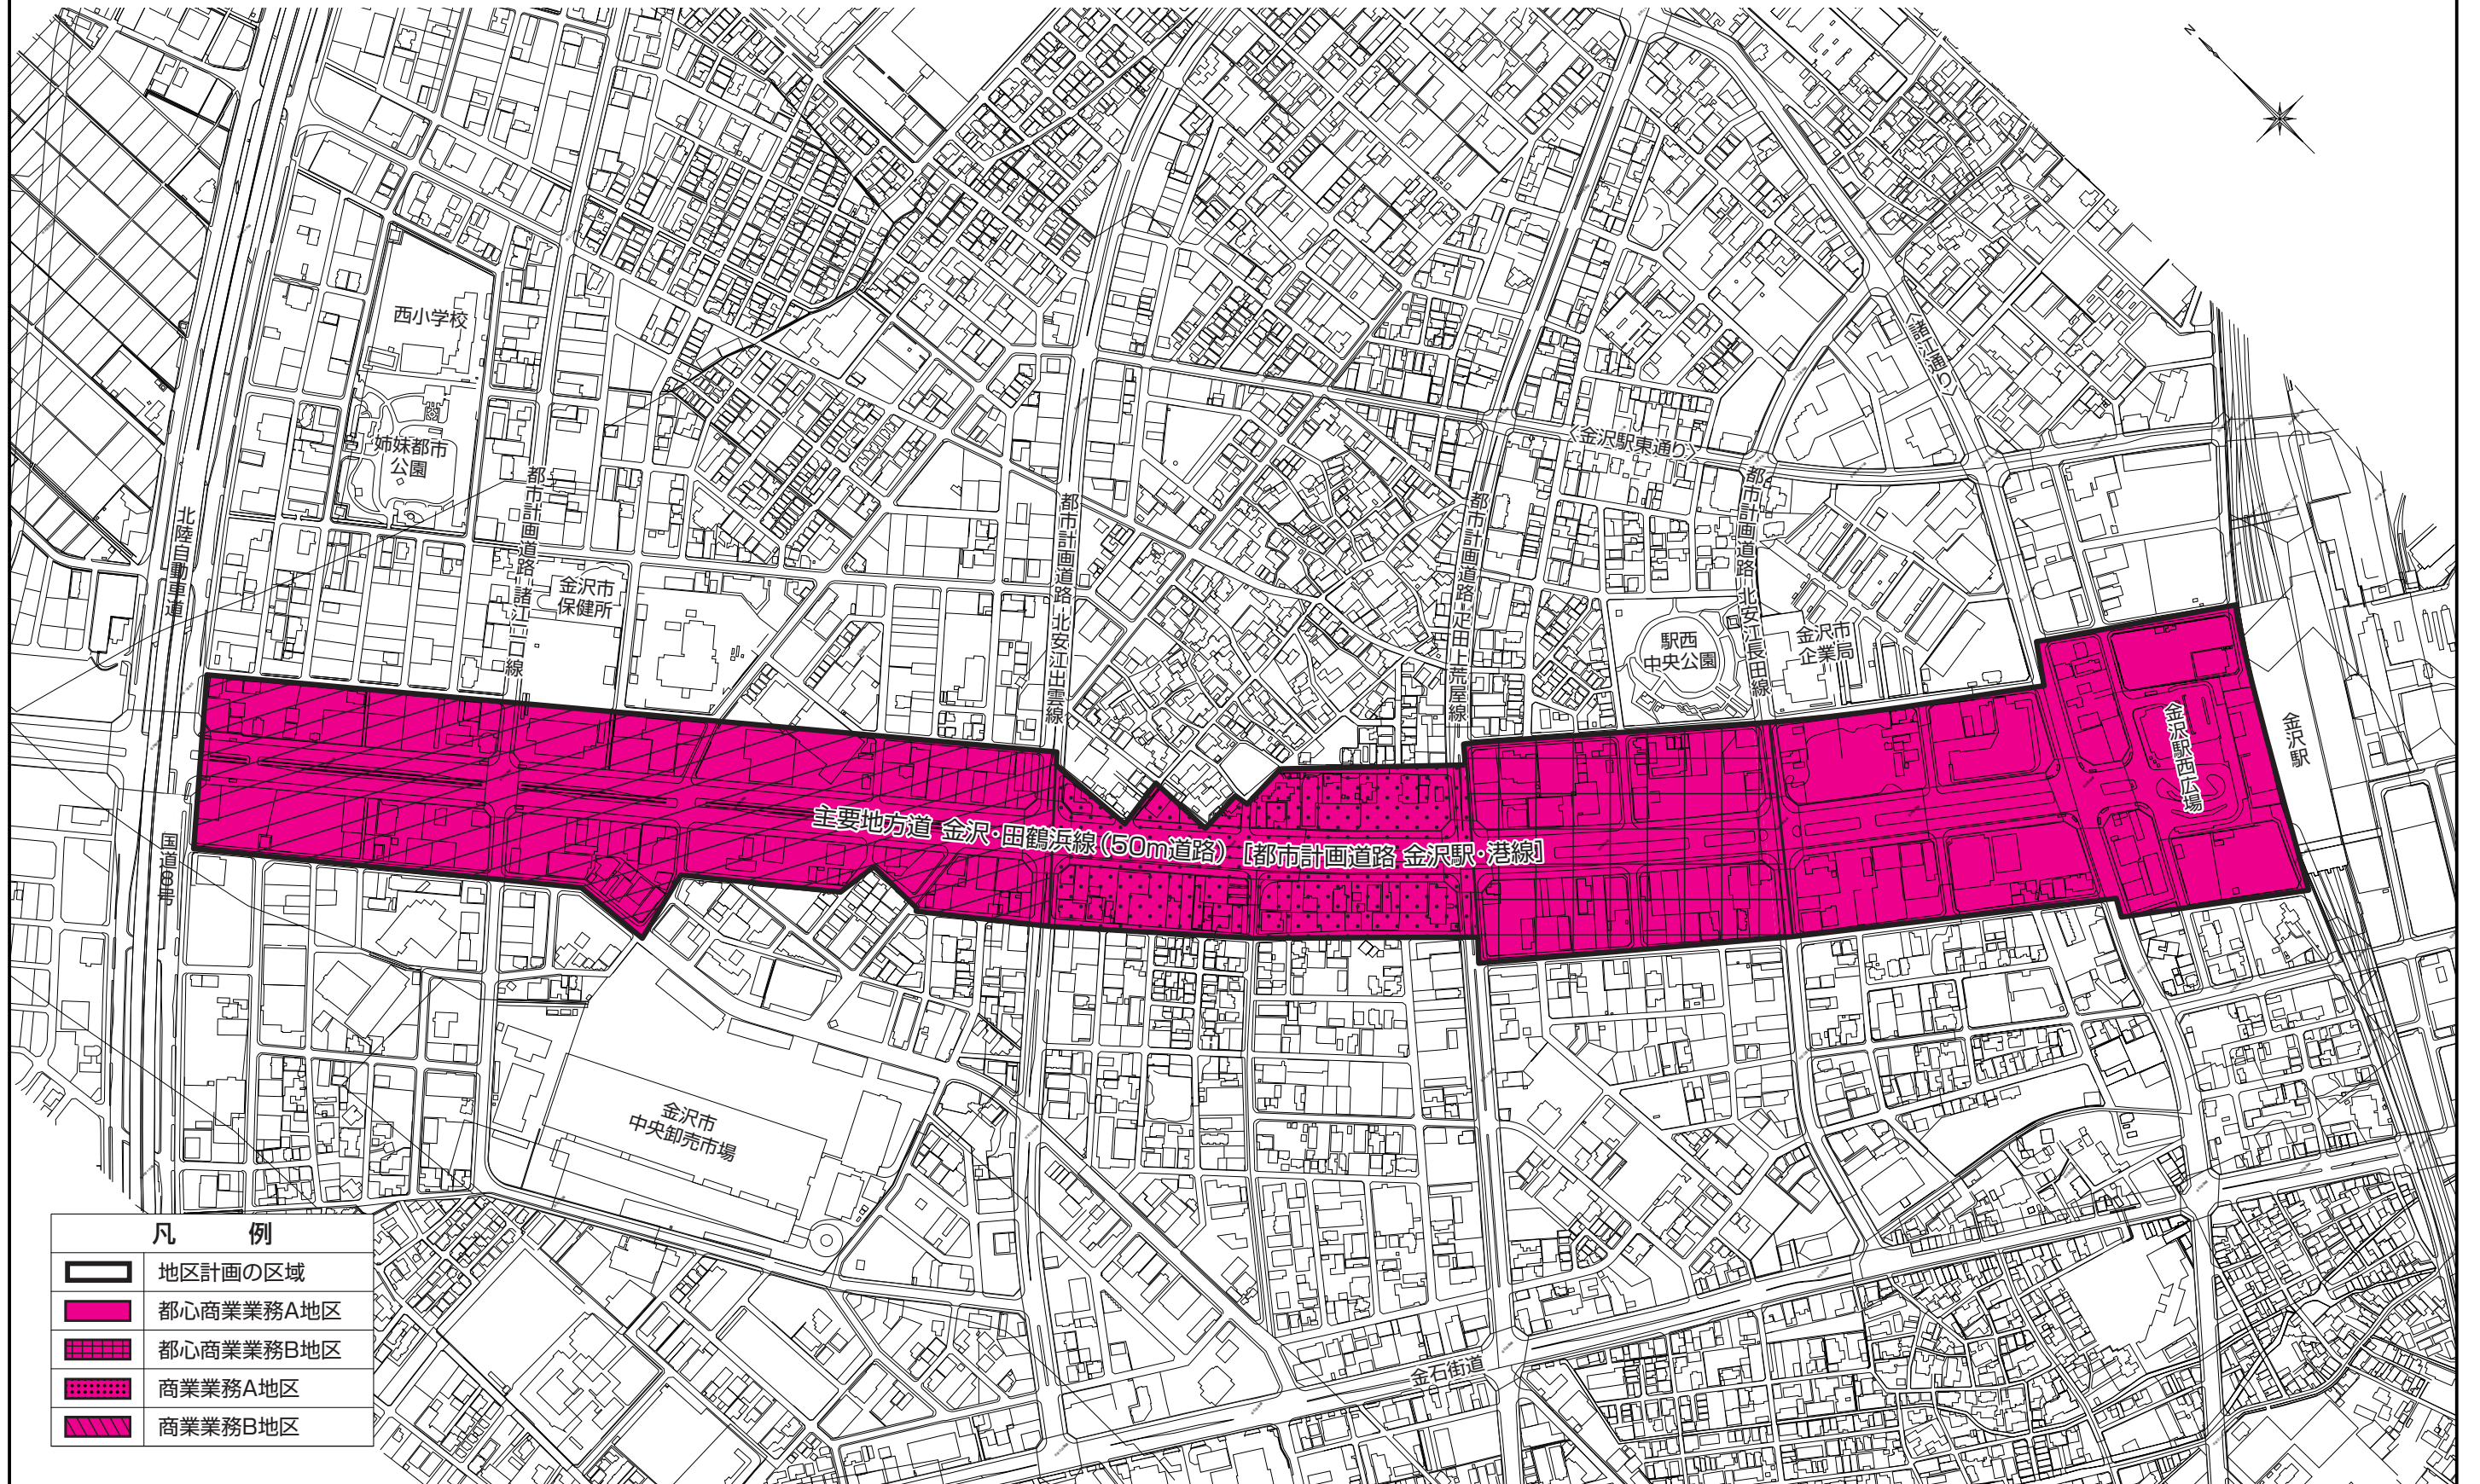 N
西小学校
姉妹都市
公園
〈諸江通り〉
〈金沢駅東通り〉
北陸自動車道
都市計画道路 諸江二口線
金沢市
保健所
都市計画道路 北安江出雲線
都市計画道路 疋田上荒屋線
都市計画道路 北安江長田線
駅西
中央公園
金沢市
企業局
金沢駅西広場
金沢駅
主要地方道 金沢・田鶴浜線（50m道路）［都市計画道路 金沢駅・港線］
国道8号
金沢市
中央卸売市場
金石街道
凡 例
地区計画の区域
都心商業業務A地区
都心商業業務B地区
商業業務A地区
商業業務B地区